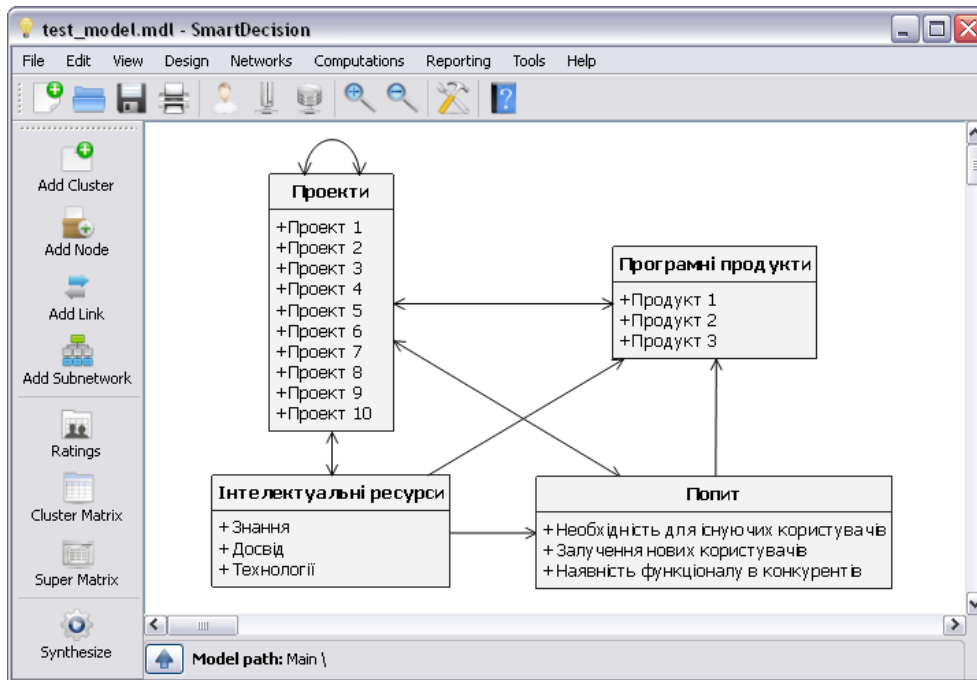 test_model.mdl - SmartDecision
File Edit View Design Networks Computations Reporting Tools Help
Add Cluster
Add Node
Add Link
Add Subnetwork
Ratings
Cluster Matrix
Super Matrix
Synthesize
Проекти
+Проект 1
+Проект 2
+Проект 3
+Проект 4
+Проект 5
+Проект 6
+Проект 7
+Проект 8
+Проект 9
+Проект 10
Програмні продукти
+Продукт 1
+Продукт 2
+Продукт 3
Інтелектуальні ресурси
+Знання
+Досвід
+Технології
Попит
+Необхідність для існуючих користувачів
+Залучення нових користувачів
+Наявність функціоналу в конкурентів
Model path: Main \